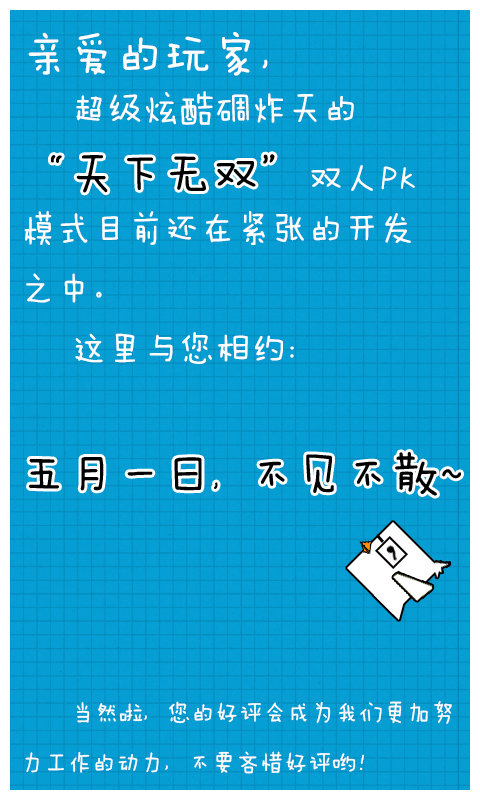 亲爱的玩家，
超级炫酷碉炸天的
“天下无双” 双人PK
模式目前还在紧张的开发
之中。
这里与您相约:
五月一日，不见不散~
当然啦，您的好评会成为我们更加努
力工作的动力，不要吝惜好评哟！